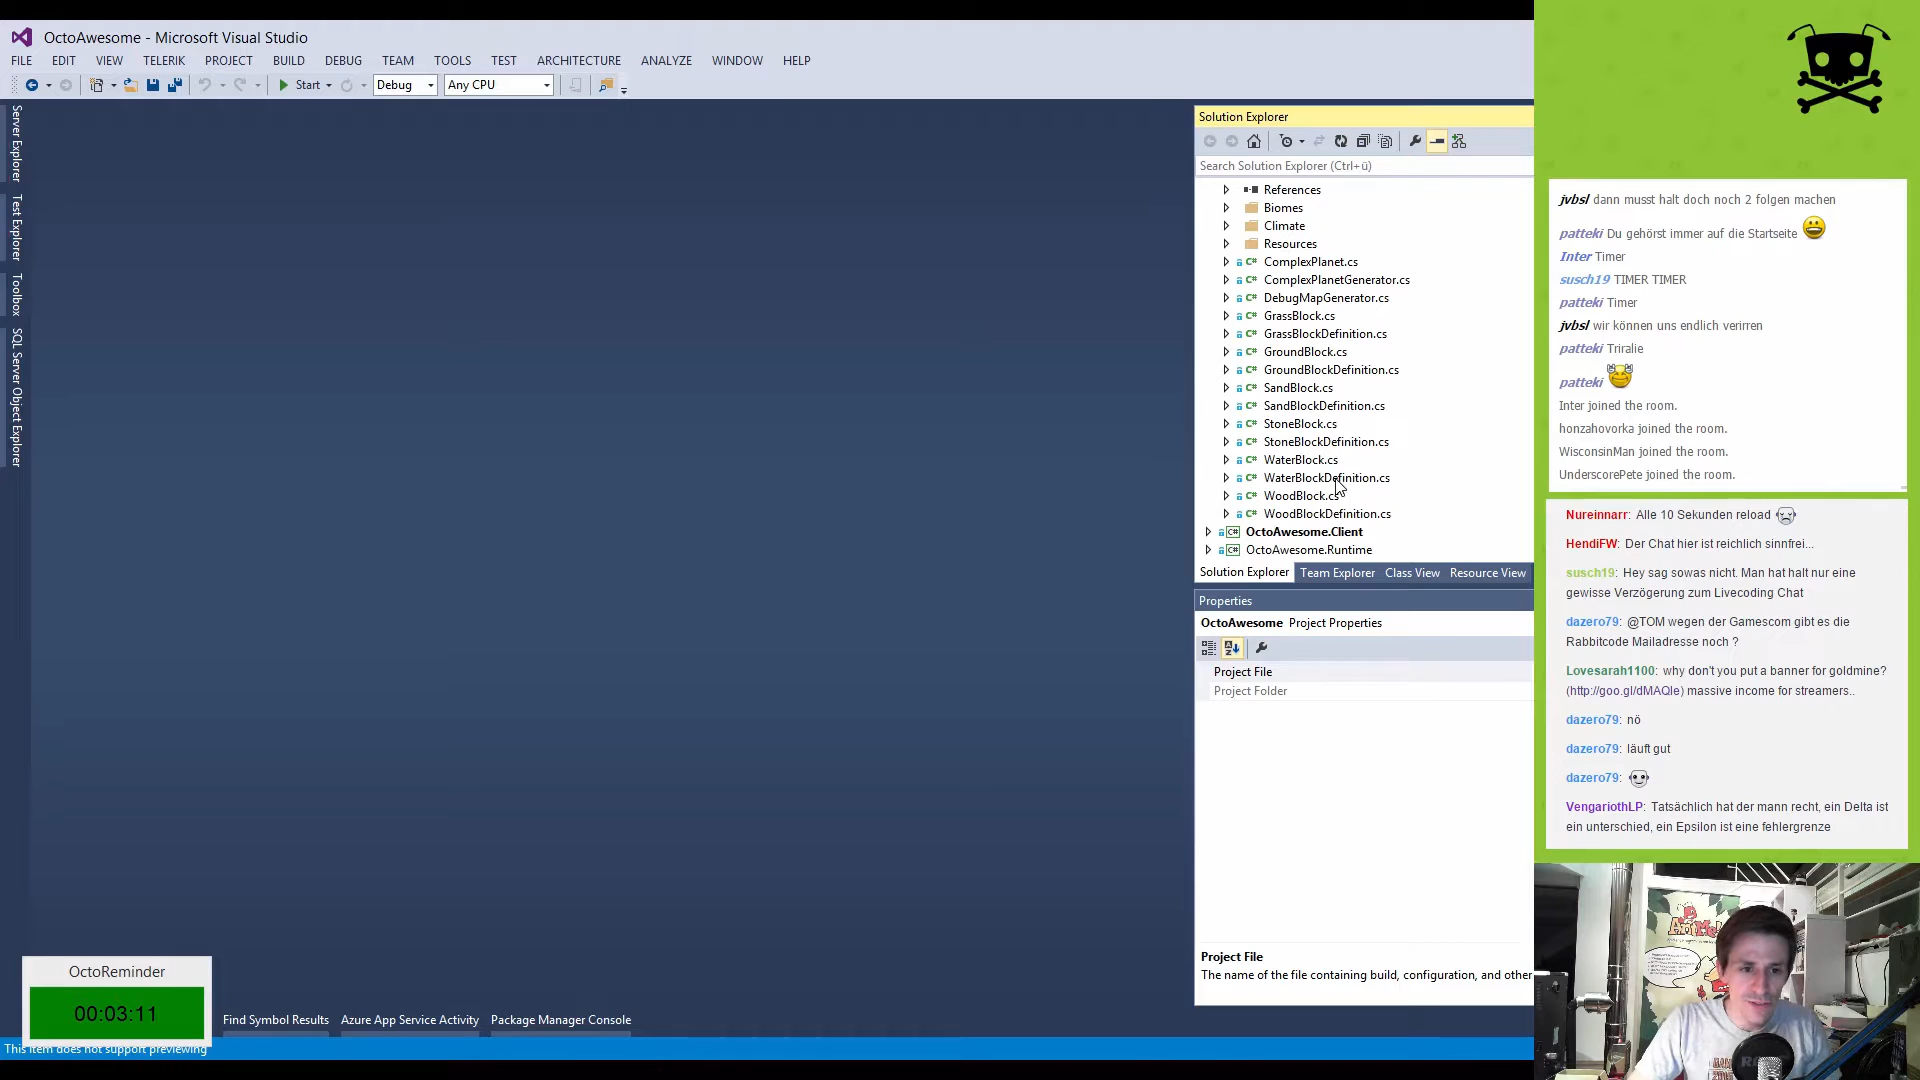 OctoAwesome - Microsoft Visual Studio
FILE EDIT VIEW TELERIK PROJECT BUILD DEBUG TEAM TOOLS TEST ARCHITECTURE ANALYZE WINDOW HELP
Start Debug Any CPU
Server Explorer
Test Explorer
Toolbox
SQL Server Object Explorer
Solution Explorer
Search Solution Explorer (Ctrl+ü)
References
Biomes
Climate
Resources
ComplexPlanet.cs
ComplexPlanetGenerator.cs
DebugMapGenerator.cs
GrassBlock.cs
GrassBlockDefinition.cs
GroundBlock.cs
GroundBlockDefinition.cs
SandBlock.cs
SandBlockDefinition.cs
StoneBlock.cs
StoneBlockDefinition.cs
WaterBlock.cs
WaterBlockDefinition.cs
WoodBlock.cs
WoodBlockDefinition.cs
OctoAwesome.Client
OctoAwesome.Runtime
Solution Explorer Team Explorer Class View Resource View
Properties
OctoAwesome Project Properties
Project File
Project Folder
Project File
The name of the file containing build, configuration, and other
OctoReminder
00:03:11
Find Symbol Results Azure App Service Activity Package Manager Console
This item does not support previewing
jvbsl dann musst halt doch noch 2 folgen machen
patteki Du gehörst immer auf die Startseite
Inter Timer
susch19 TIMER TIMER
patteki Timer
jvbsl wir können uns endlich verirren
patteki Triralie
patteki
Inter joined the room.
honzahovorka joined the room.
WisconsinMan joined the room.
UnderscorePete joined the room.
Nureinnarr: Alle 10 Sekunden reload
HendiFW: Der Chat hier ist reichlich sinnfrei...
susch19: Hey sag sowas nicht. Man hat halt nur eine
gewisse Verzögerung zum Livecoding Chat
dazero79: @TOM wegen der Gamescom gibt es die
Rabbitcode Mailadresse noch ?
Lovesarah1100: why don't you put a banner for goldmine?
(http://goo.gl/dMAQle) massive income for streamers..
dazero79: nö
dazero79: läuft gut
dazero79:
VengariothLP: Tatsächlich hat der mann recht, ein Delta ist
ein unterschied, ein Epsilon ist eine fehlergrenze